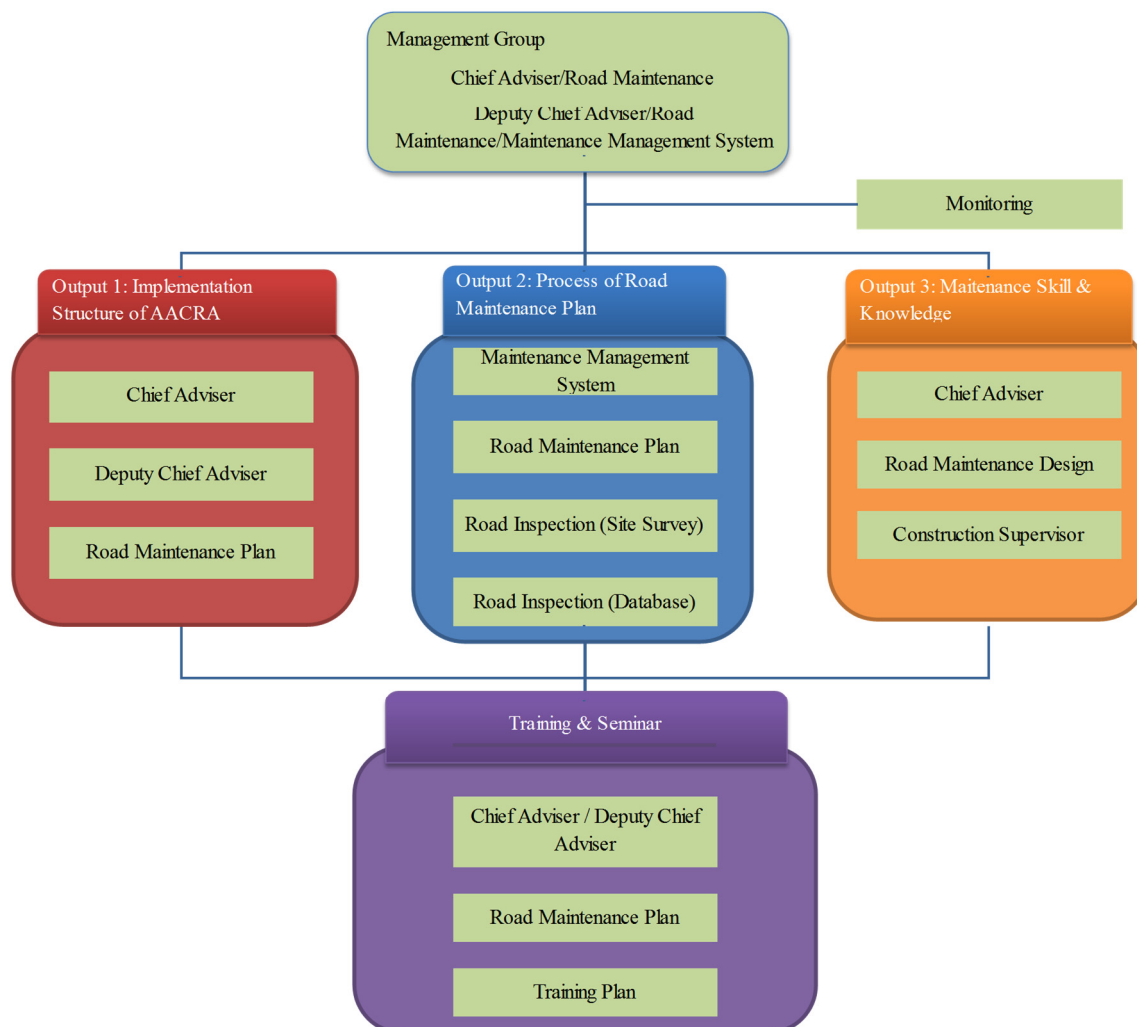 Management Group
Chief Adviser/Road Maintenance
Deputy Chief Adviser/Road
Maintenance/Maintenance Management System
Monitoring
Output 1: Implementation
Structure of AACRA
Chief Adviser
Deputy Chief Adviser
Road Maintenance Plan
Output 2: Process of Road
Maintenance Plan
Maintenance Management
System
Road Maintenance Plan
Road Inspection (Site Survey)
Road Inspection (Database)
Output 3: Maitenance Skill &
Knowledge
Chief Adviser
Road Maintenance Design
Construction Supervisor
Training & Seminar
Chief Adviser / Deputy Chief
Adviser
Road Maintenance Plan
Training Plan